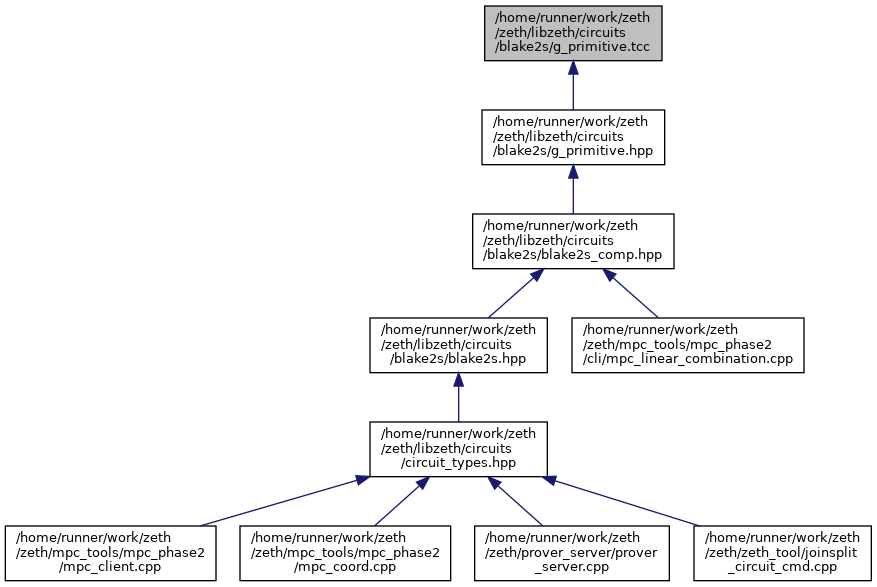 /home/runner/work/zeth
/zeth/libzeth/circuits
/blake2s/g_primitive.tcc
/home/runner/work/zeth
/zeth/libzeth/circuits
/blake2s/g_primitive.hpp
/home/runner/work/zeth
/zeth/libzeth/circuits
/blake2s/blake2s_comp.hpp
/home/runner/work/zeth
/zeth/libzeth/circuits
/blake2s/blake2s.hpp
/home/runner/work/zeth
/zeth/mpc_tools/mpc_phase2
/cli/mpc_linear_combination.cpp
/home/runner/work/zeth
/zeth/libzeth/circuits
/circuit_types.hpp
/home/runner/work/zeth
/zeth/mpc_tools/mpc_phase2
/mpc_client.cpp
/home/runner/work/zeth
/zeth/mpc_tools/mpc_phase2
/mpc_coord.cpp
/home/runner/work/zeth
/zeth/prover_server/prover
_server.cpp
/home/runner/work/zeth
/zeth/zeth_tool/joinsplit
_circuit_cmd.cpp